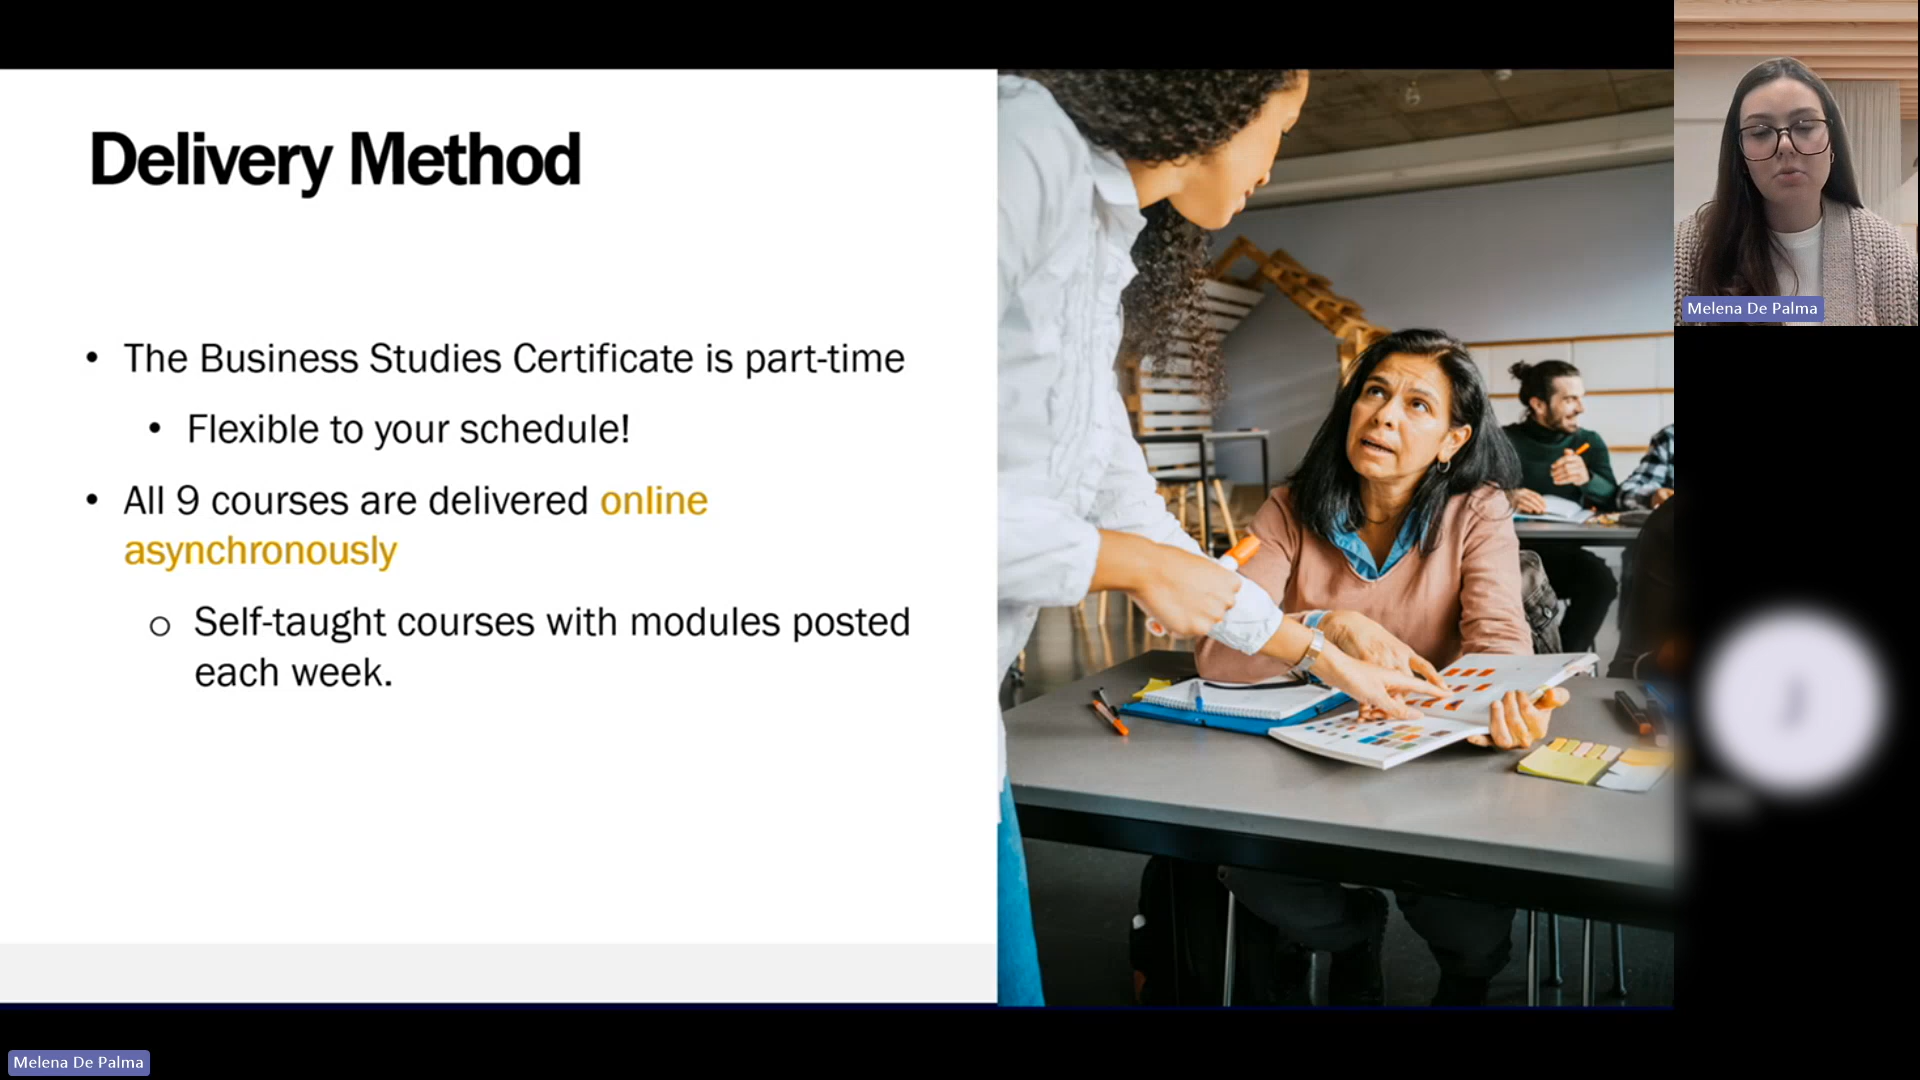 Delivery Method
• The Business Studies Certificate is part-time
• Flexible to your schedule!
• All 9 courses are delivered online
asynchronously
o Self-taught courses with modules posted
each week.
Melena De Palma
Melena De Palma